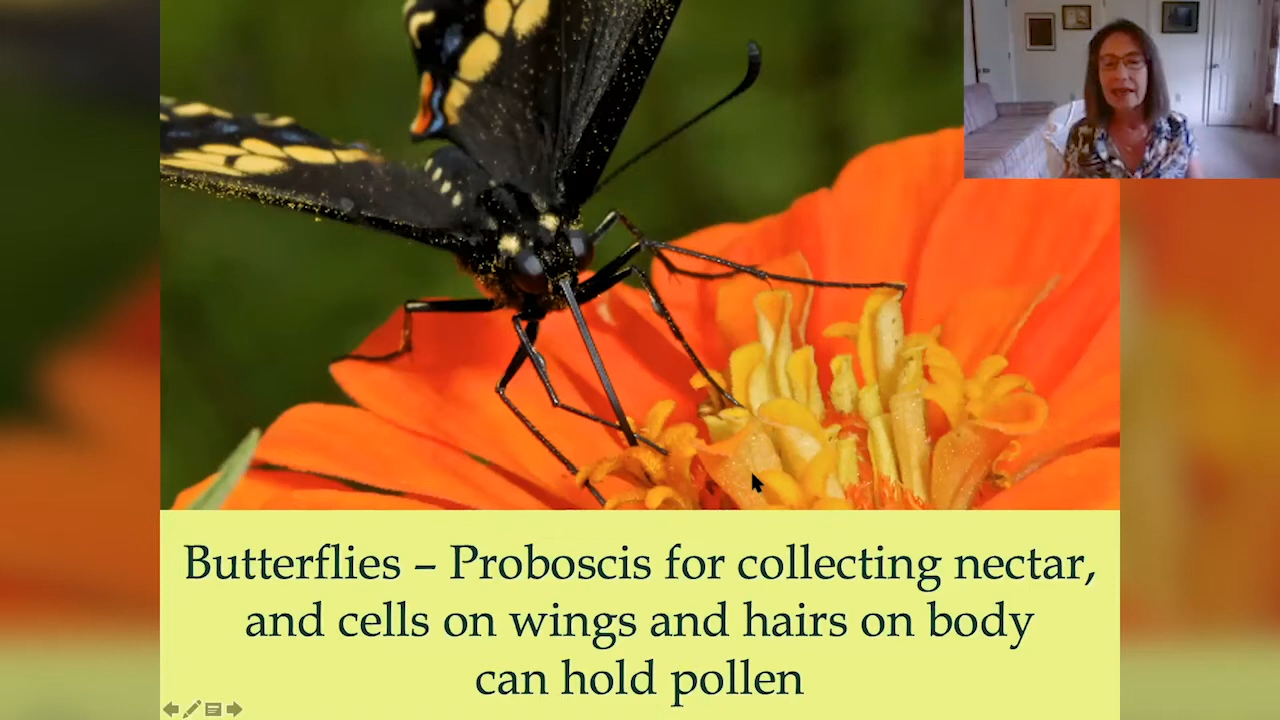 Butterflies – Proboscis for collecting nectar,
and cells on wings and hairs on body
can hold pollen